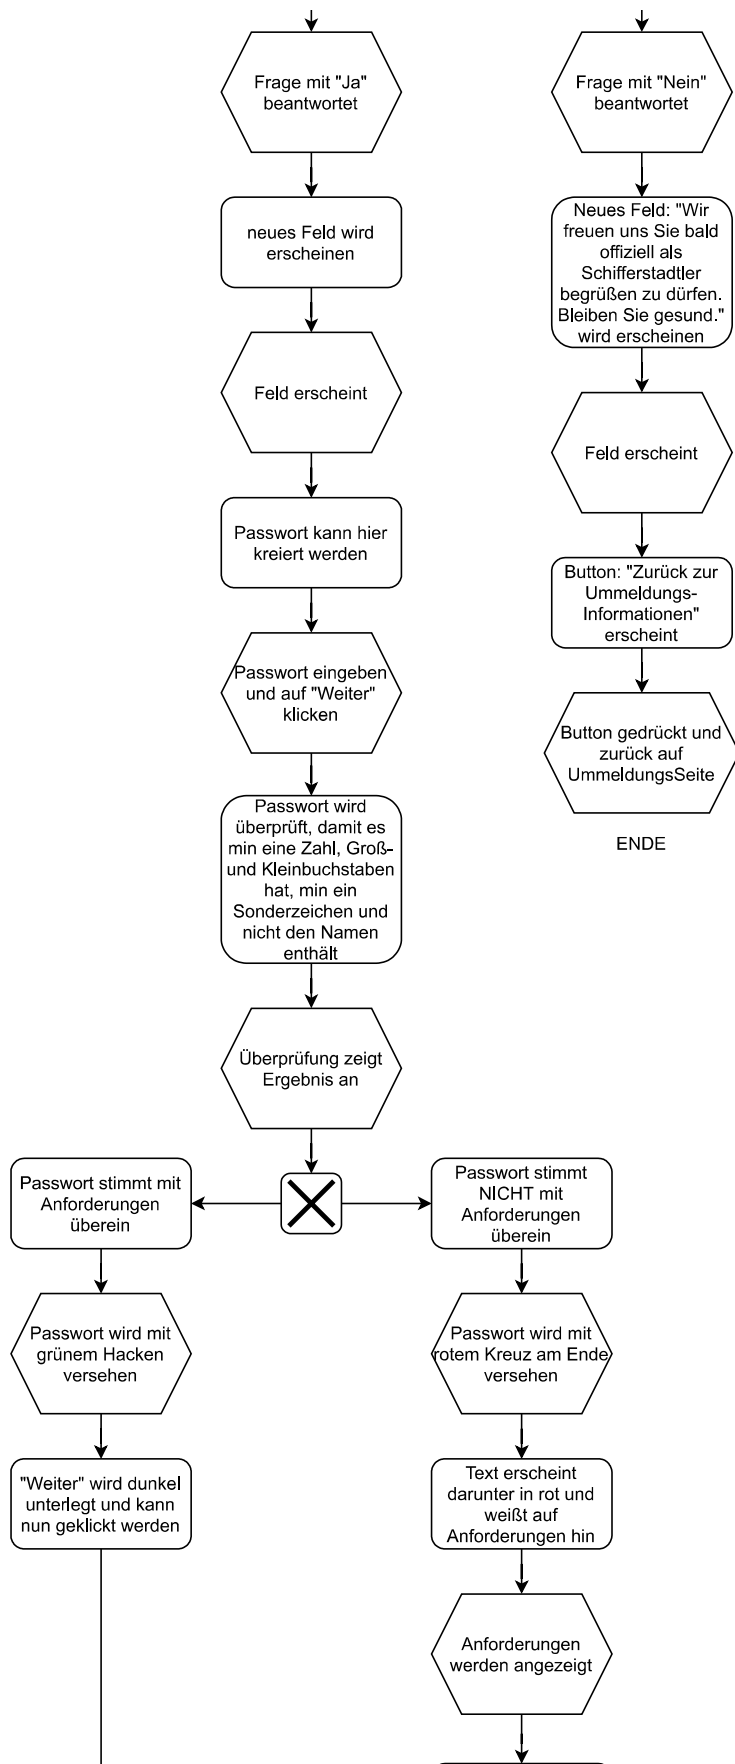 Frage mit "Ja"
beantwortet
neues Feld wird
erscheinen
Feld erscheint
Passwort kann hier
kreiert werden
Passwort eingeben
und auf "Weiter"
klicken
Passwort wird
überprüft, damit es
min eine Zahl, Groß-
und Kleinbuchstaben
hat, min ein
Sonderzeichen und
nicht den Namen
enthält
Überprüfung zeigt
Ergebnis an
Passwort stimmt mit
Anforderungen
überein
Passwort wird mit
grünem Hacken
versehen
"Weiter" wird dunkel
unterlegt und kann
nun geklickt werden
Passwort stimmt
NICHT mit
Anforderungen
überein
Passwort wird mit
rotem Kreuz am Ende
versehen
Text erscheint
darunter in rot und
weißt auf
Anforderungen hin
Anforderungen
werden angezeigt
Frage mit "Nein"
beantwortet
Neues Feld: "Wir
freuen uns Sie bald
offiziell als
Schifferstadtler
begrüßen zu dürfen.
Bleiben Sie gesund."
wird erscheinen
Feld erscheint
Button: "Zurück zur
Ummeldungs-
Informationen"
erscheint
Button gedrückt und
zurück auf
UmmeldungsSeite
ENDE